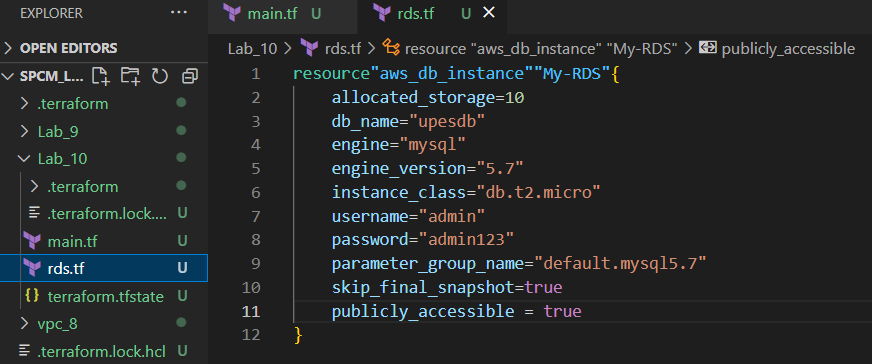 EXPLORER
...
main.tf U
rds.tf U
OPEN EDITORS
Lab_10 > rds.tf > resource "aws_db_instance" "My-RDS" > publicly_accessible
SPCM_L...
.terraform
Lab_9
Lab_10
.terraform
.terraform.lock.... U
main.tf U
rds.tf U
terraform.tfstate U
vpc_8
.terraform.lock.hcl U
1 resource"aws_db_instance""My-RDS"{
2 allocated_storage=10
3 db_name="upesdb"
4 engine="mysql"
5 engine_version="5.7"
6 instance_class="db.t2.micro"
7 username="admin"
8 password="admin123"
9 parameter_group_name="default.mysql5.7"
10 skip_final_snapshot=true
11 publicly_accessible = true
12 }